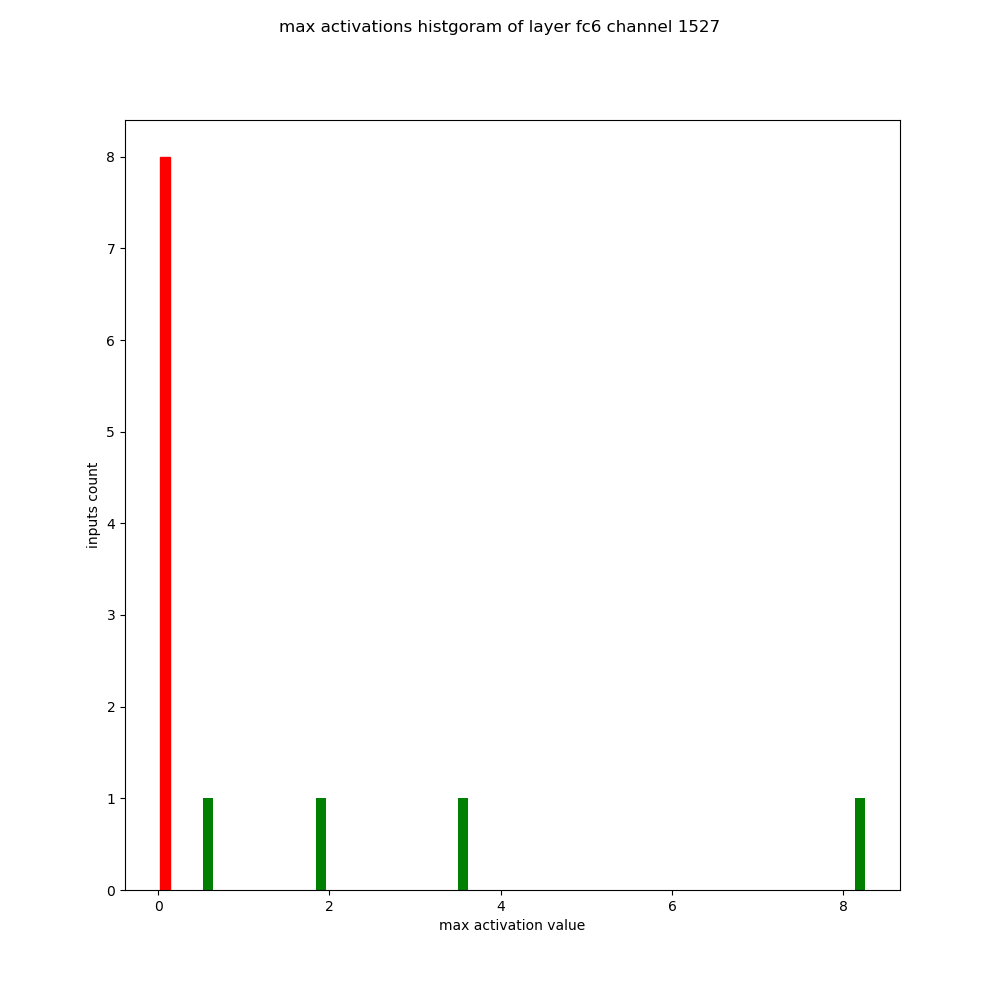 max activations histgoram of layer fc6 channel 1527
8
7
6
5
4
3
2
1
0
inputs count
0 2 4 6 8
max activation value